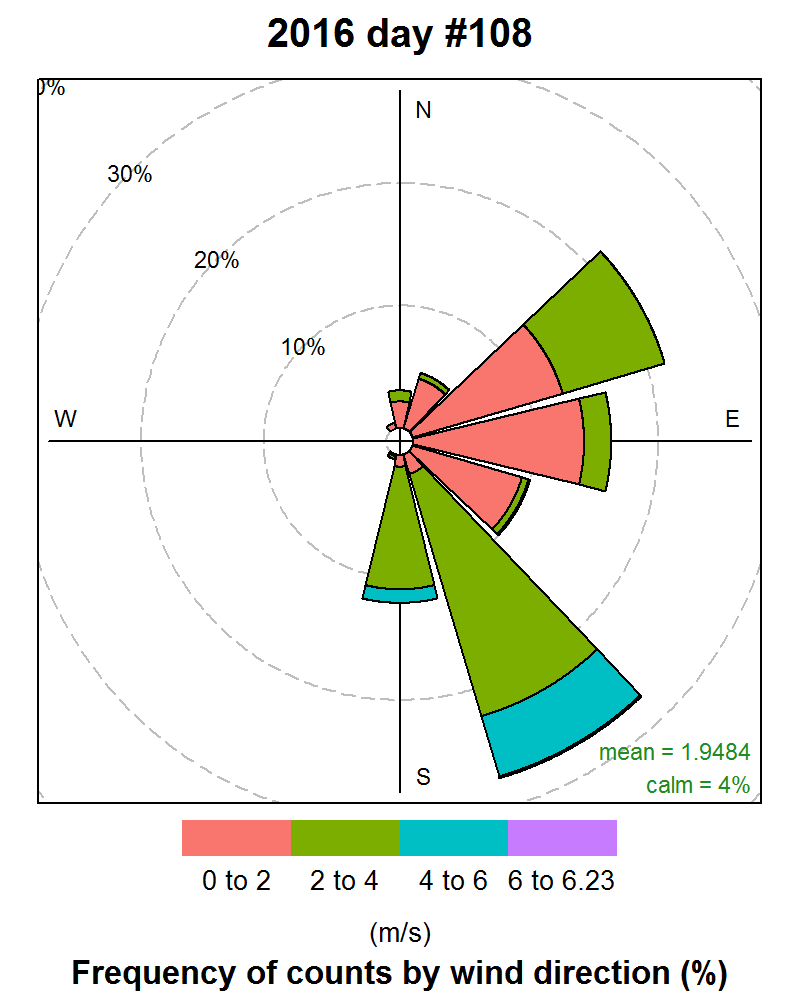 2016 day #108
0%
N
30%
20%
10%
W
E
S
mean = 1.9484
calm = 4%
0 to 2 2 to 4 4 to 6 6 to 6.23
(m/s)
Frequency of counts by wind direction (%)